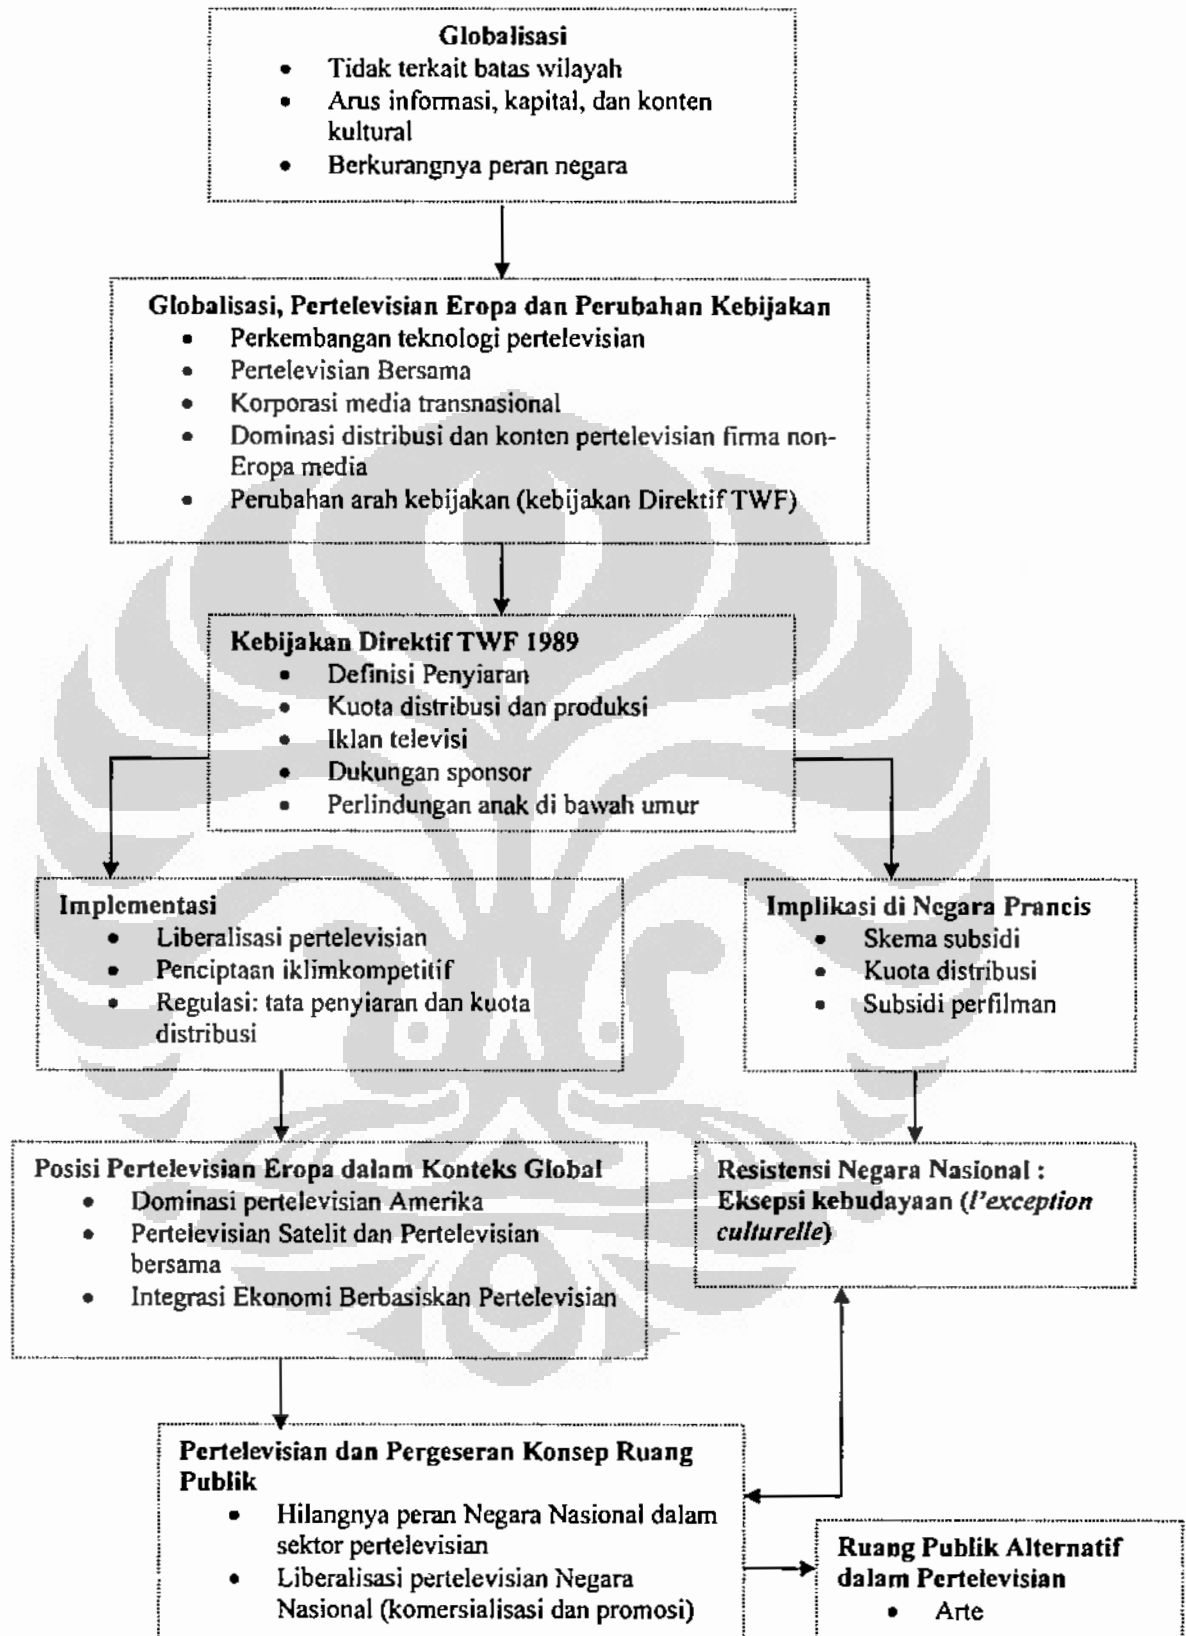 Globalisasi
• Tidak terkait batas wilayah
• Arus informasi, kapital, dan konten
kultural
• Berkurangnya peran negara
Globalisasi, Pertelevisian Eropa dan Perubahan Kebijakan
• Perkembangan teknologi pertelevisian
• Pertelevisian Bersama
• Korporasi media transnasional
• Dominasi distribusi dan konten pertelevisian firma non-
Eropa media
• Perubahan arah kebijakan (kebijakan Direktif TWF)
Kebijakan Direktif TWF 1989
• Definisi Penyiaran
• Kuota distribusi dan produksi
• Iklan televisi
• Dukungan sponsor
• Perlindungan anak di bawah umur
Implementasi
• Liberalisasi pertelevisian
• Penciptaan iklimkompetitif
• Regulasi: tata penyiaran dan kuota
distribusi
Implikasi di Negara Prancis
• Skema subsidi
• Kuota distribusi
• Subsidi perfilman
Posisi Pertelevisian Eropa dalam Konteks Global
• Dominasi pertelevisian Amerika
• Pertelevisian Satelit dan Pertelevisian
bersama
• Integrasi Ekonomi Berbasiskan Pertelevisian
Resistensi Negara Nasional :
Eksepsi kebudayaan (l'exception
culturelle)
Pertelevisian dan Pergeseran Konsep Ruang
Publik
• Hilangnya peran Negara Nasional dalam
sektor pertelevisian
• Liberalisasi pertelevisian Negara
Nasional (komersialisasi dan promosi)
Ruang Publik Alternatif
dalam Pertelevisian
• Arte